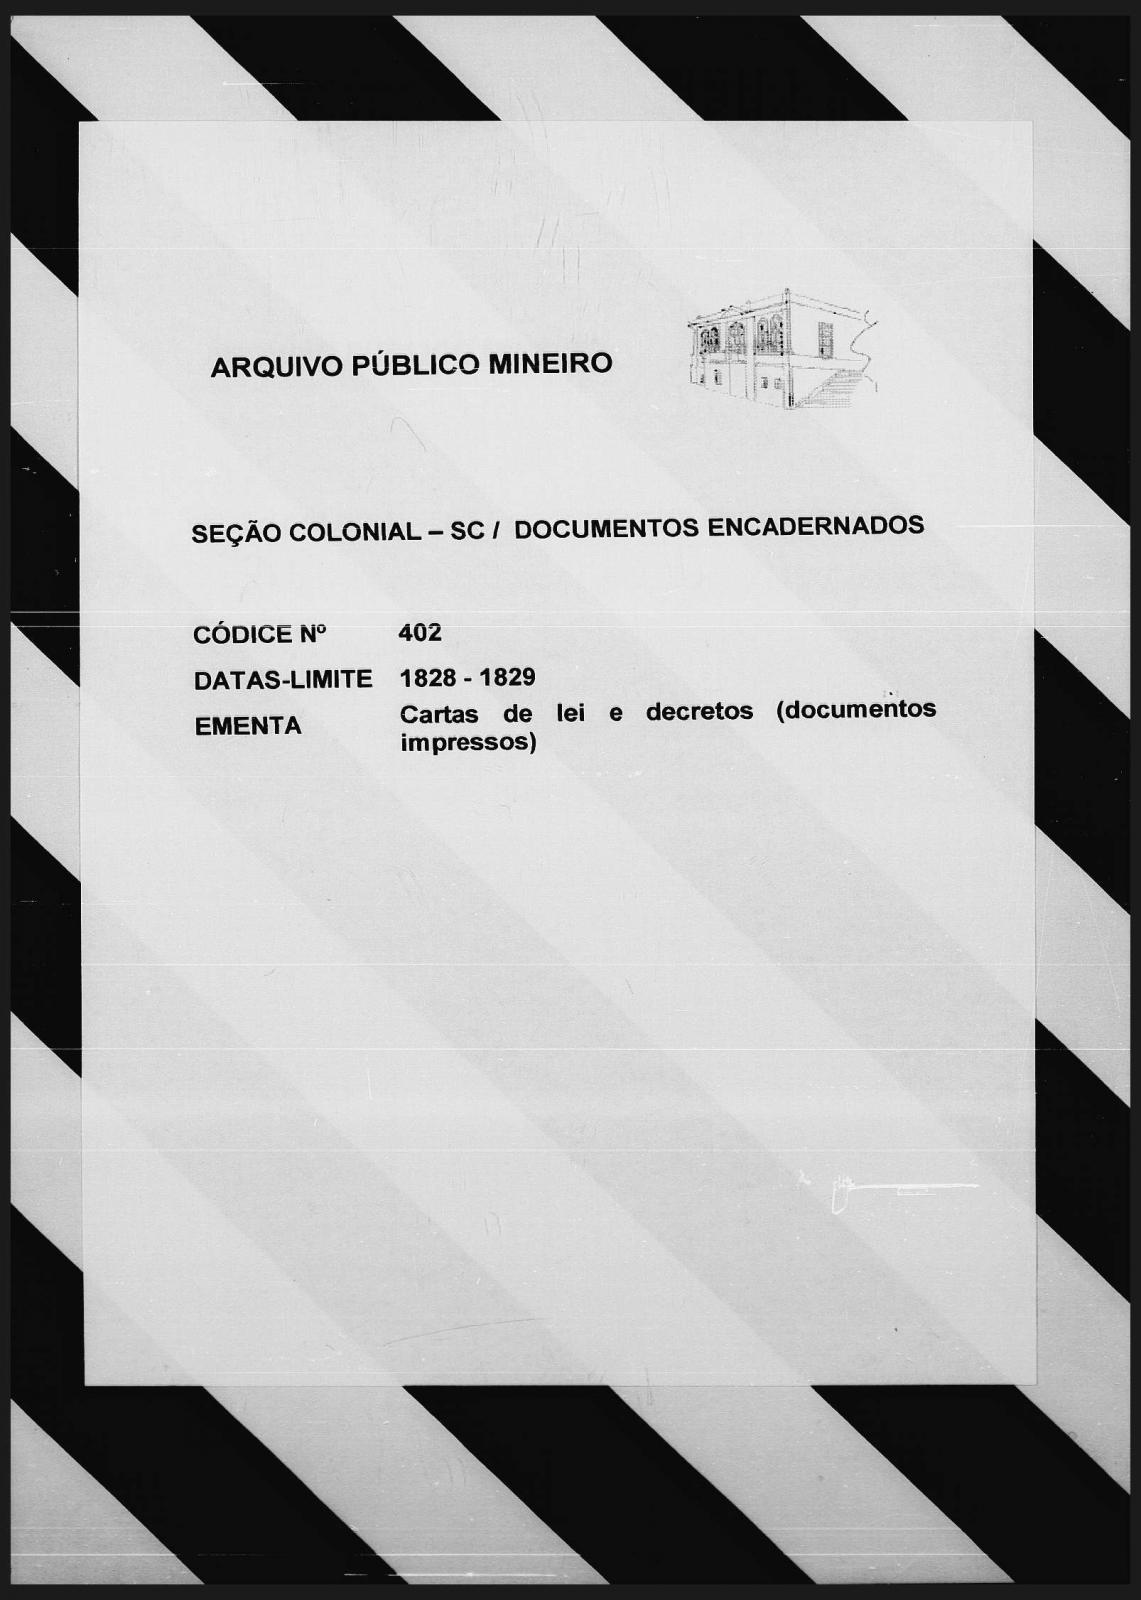 ARQUIVO PÚBLICO MINEIRO
SEÇÃO COLONIAL – SC / DOCUMENTOS ENCADERNADOS
CÓDICE Nº 402
DATAS-LIMITE 1828 - 1829
EMENTA Cartas de lei e decretos (documentos
impressos)